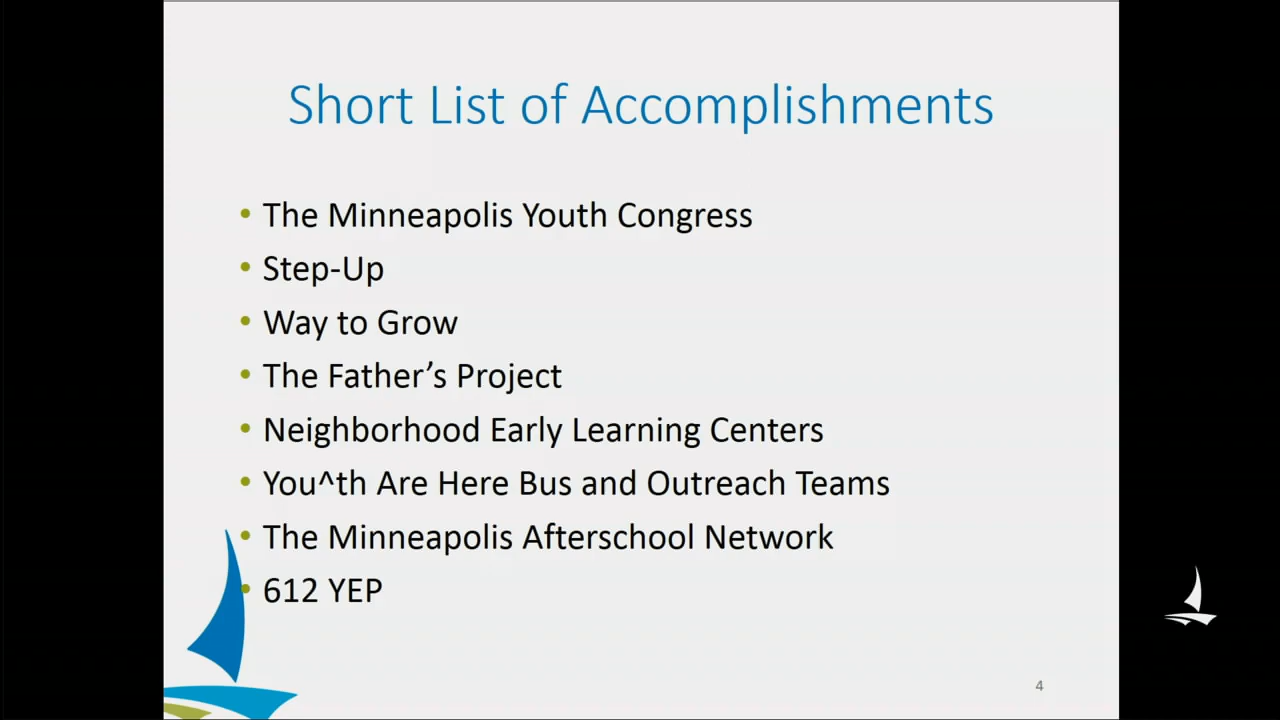 Short List of Accomplishments
• The Minneapolis Youth Congress
• Step-Up
• Way to Grow
• The Father’s Project
• Neighborhood Early Learning Centers
• You^th Are Here Bus and Outreach Teams
• The Minneapolis Afterschool Network
• 612 YEP
4